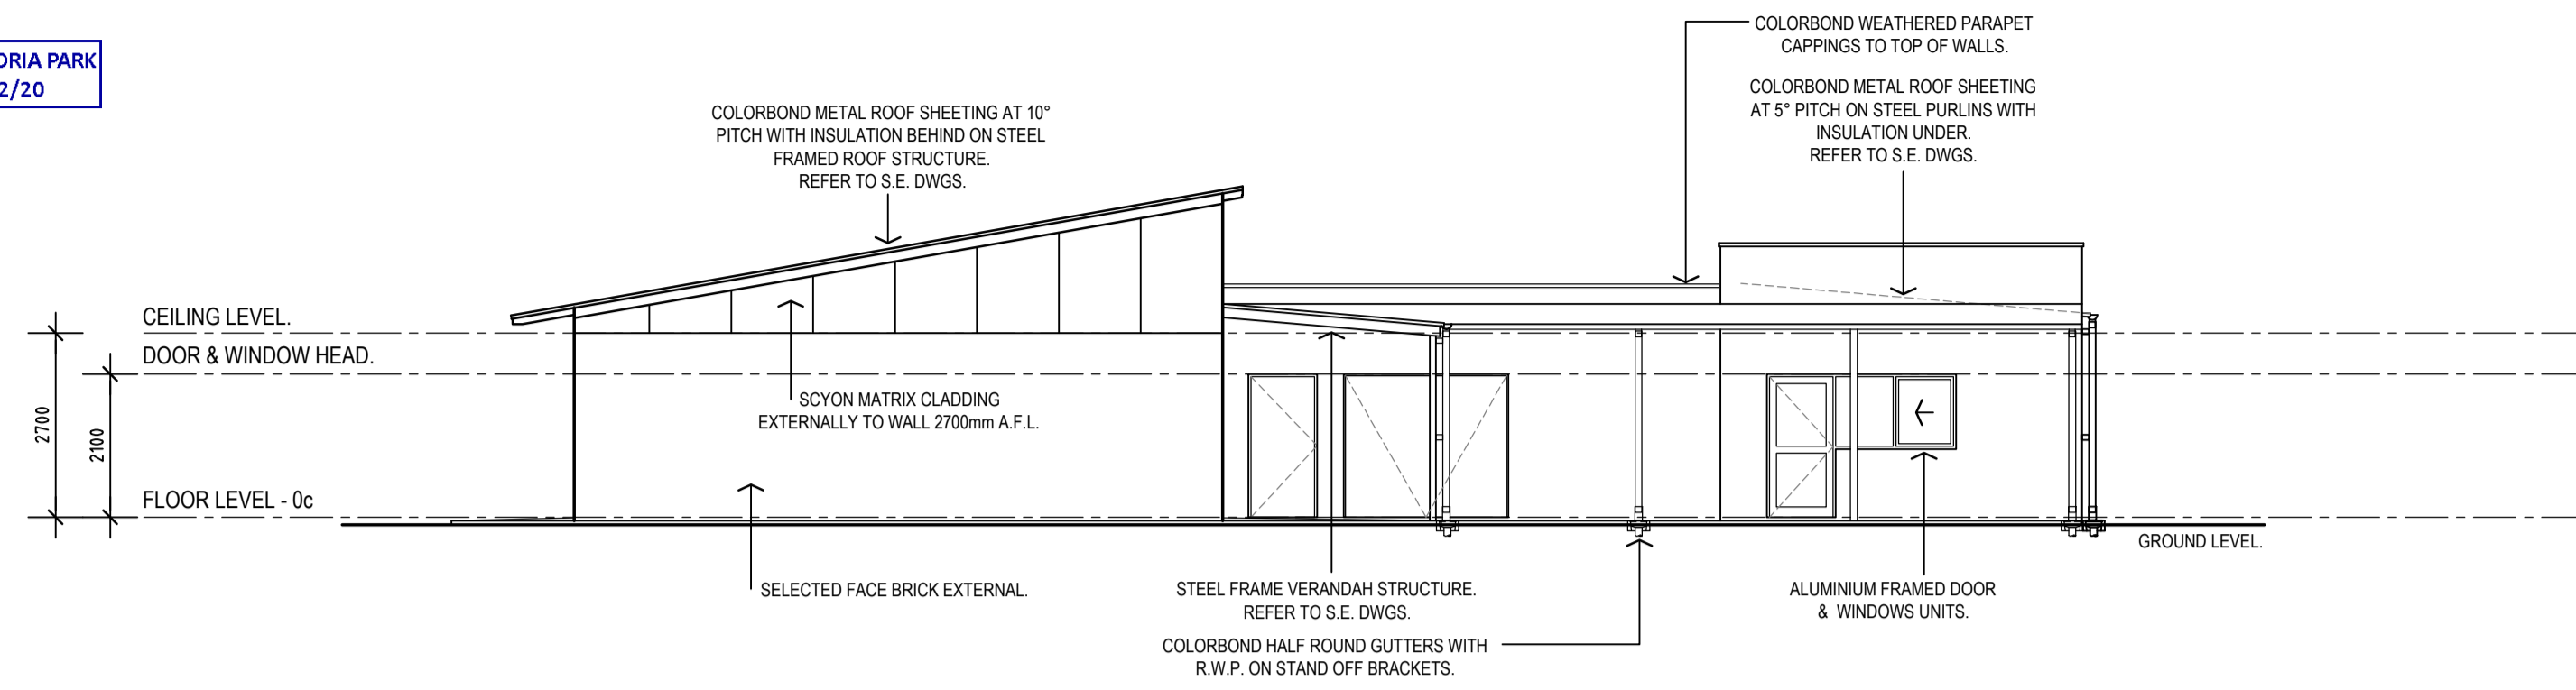 ORIA PARK
2/20
COLORBOND WEATHERED PARAPET
CAPPINGS TO TOP OF WALLS.
COLORBOND METAL ROOF SHEETING
AT 5° PITCH ON STEEL PURLINS WITH
INSULATION UNDER.
REFER TO S.E. DWGS.
COLORBOND METAL ROOF SHEETING AT 10°
PITCH WITH INSULATION BEHIND ON STEEL
FRAMED ROOF STRUCTURE.
REFER TO S.E. DWGS.
CEILING LEVEL.
DOOR & WINDOW HEAD.
2700
2100
FLOOR LEVEL - 0c
SCYON MATRIX CLADDING
EXTERNALLY TO WALL 2700mm A.F.L.
GROUND LEVEL.
SELECTED FACE BRICK EXTERNAL.
STEEL FRAME VERANDAH STRUCTURE.
REFER TO S.E. DWGS.
ALUMINIUM FRAMED DOOR
& WINDOWS UNITS.
COLORBOND HALF ROUND GUTTERS WITH
R.W.P. ON STAND OFF BRACKETS.